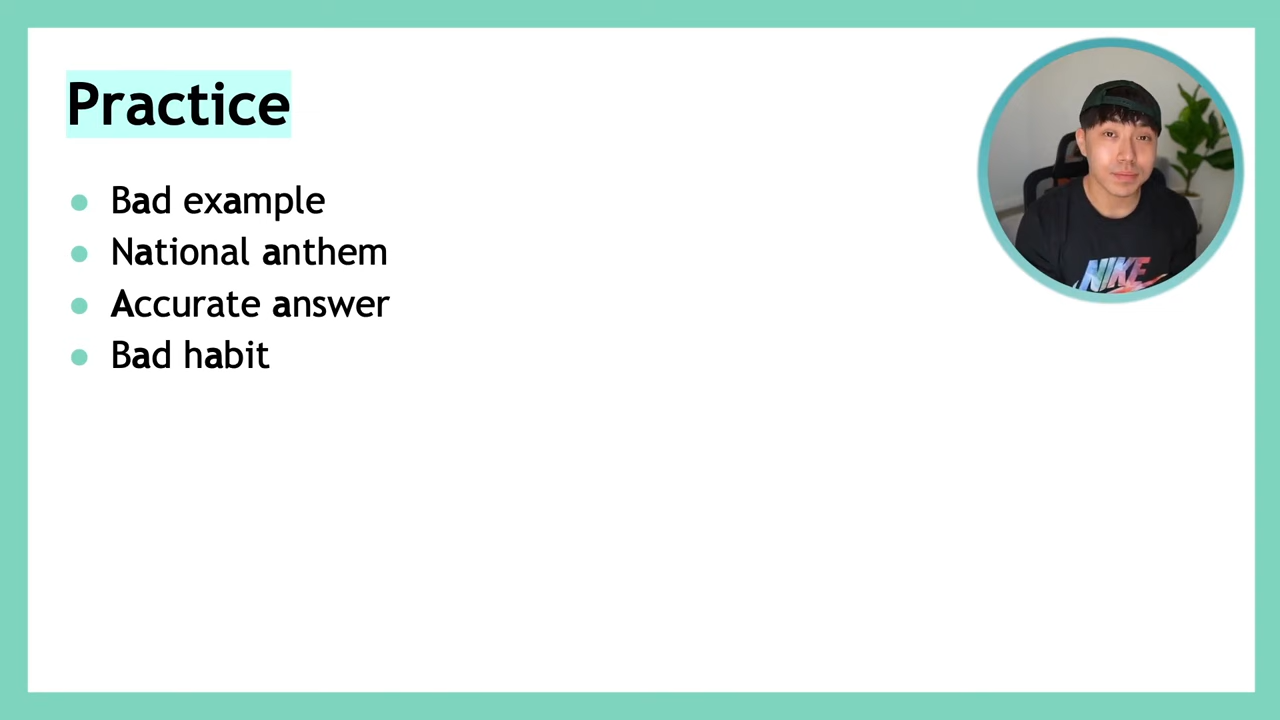 Practice
Bad example
National anthem
Accurate answer
Bad habit
NIKE